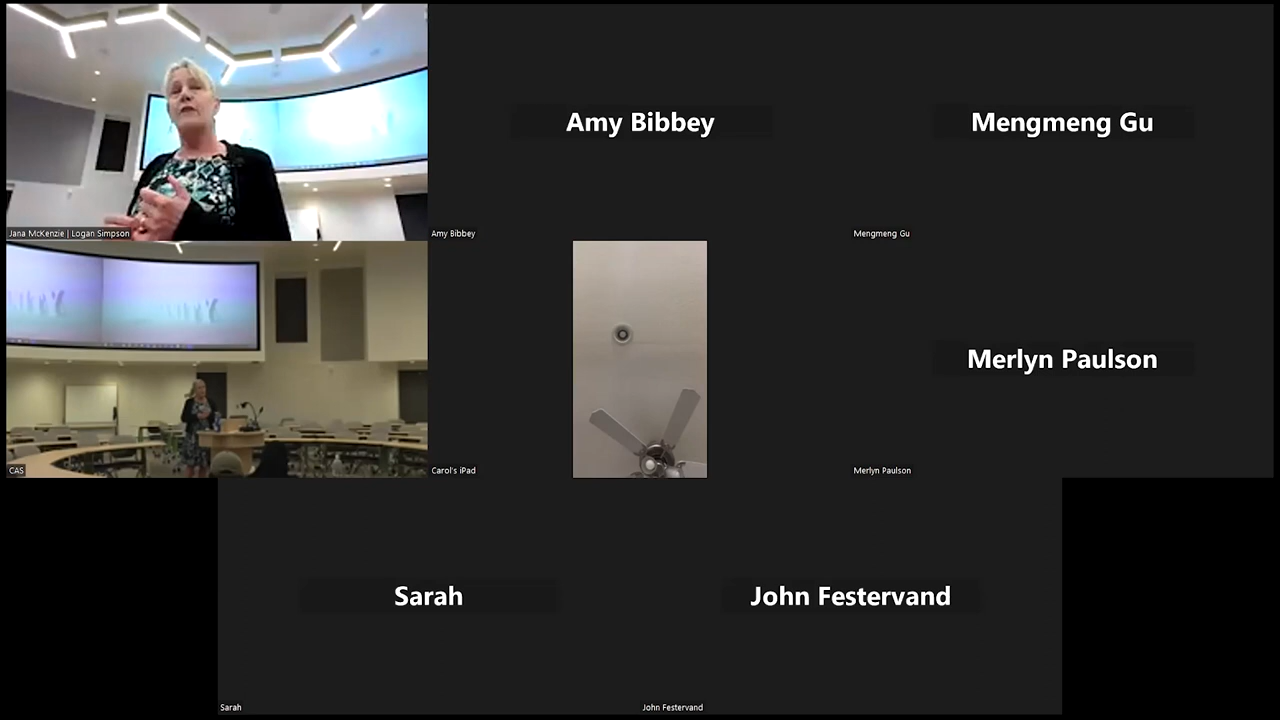 Amy Bibbey
Mengmeng Gu
Jana McKenzie | Logan Simpson
Amy Bibbey
Mengmeng Gu
Merlyn Paulson
CAS
Carol's iPad
Merlyn Paulson
Sarah
John Festervand
Sarah
John Festervand